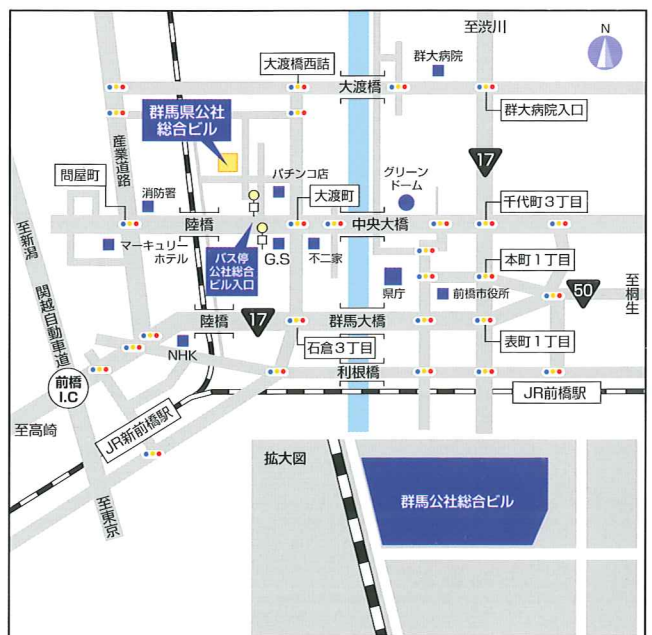 至渋川
N
大渡橋西詰
群大病院
大渡橋
群馬県公社
総合ビル
群大病院入口
産業道路
17
問屋町
消防署
パチンコ店
グリーン
ドーム
大渡町
千代町3丁目
陸橋
中央大橋
至新潟
マーキュリー
ホテル
バス停
公社総合
ビル入口
G.S
不二家
本町1丁目
関越自動車道
県庁
前橋市役所
50
至桐生
陸橋
17
群馬大橋
NHK
石倉3丁目
表町1丁目
利根橋
前橋
I.C
JR前橋駅
至高崎
JR新前橋駅
拡大図
至東京
群馬公社総合ビル